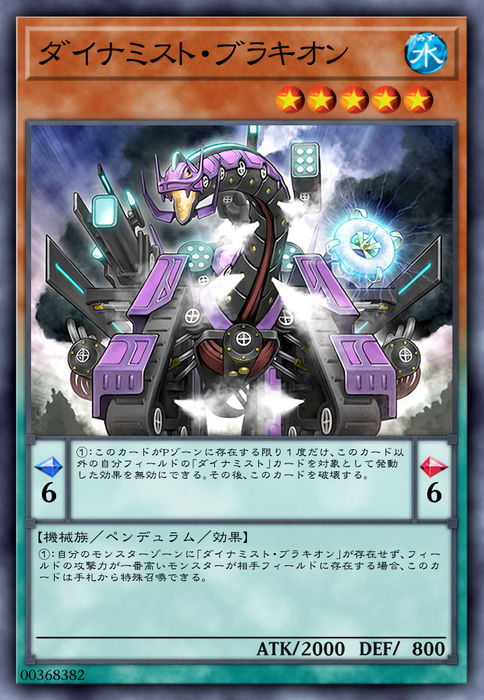 ダイナミスト・ブラキオン
みず
水
①：このカードがPゾーンに存在する限り１度だけ、このカード以
外の自分フィールドの「ダイナミスト」カードを対象として発動
した効果を無効にできる。その後、このカードを破壊する。
6
6
【機械族／ペンデュラム／効果】
①：自分のモンスターゾーンに「ダイナミスト・ブラキオン」が存在せず、フィー
ルドの攻撃力が一番高いモンスターが相手フィールドに存在する場合、このカ
ードは手札から特殊召喚できる。
ATK/2000 DEF/ 800
00368382